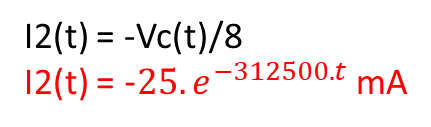 I2(t) = -Vc(t)/8
I2(t) = -25. e^{-312500.t} mA